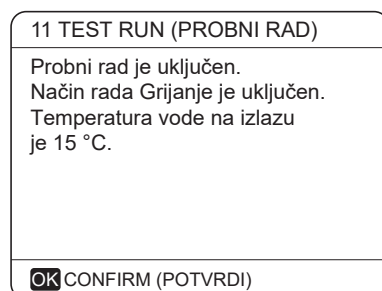 11 TEST RUN (PROBNI RAD)
Probni rad je uključen.
Način rada Grijanje je uključen.
Temperatura vode na izlazu
je 15 °C.
OK CONFIRM (POTVRDI)